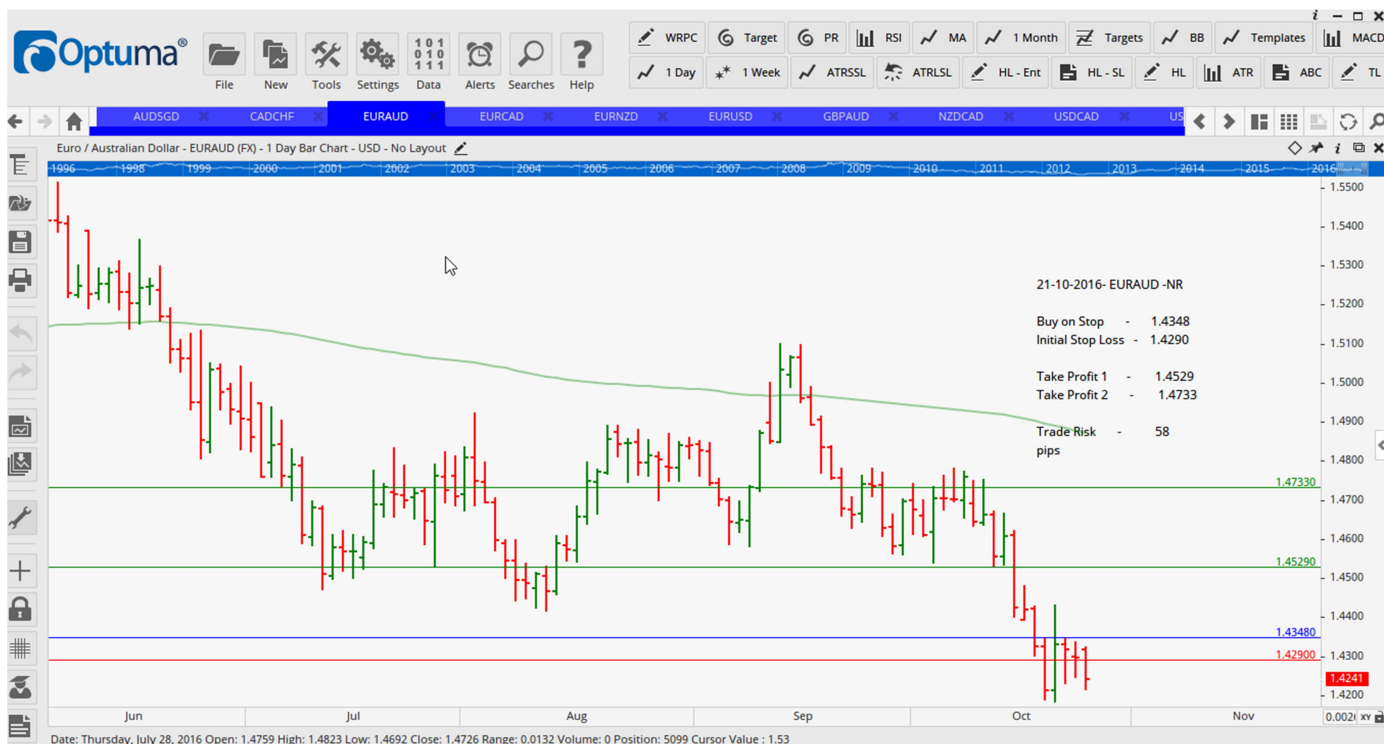 Optuma®
File New Tools Settings Data Alerts Searches Help
WRPC Target PR RSI MA 1 Month Targets BB Templates MACD
1 Day 1 Week ATRSSL ATRLSL HL - Ent HL - SL HL ATR ABC TL
AUDSGD CADCHF EURAUD EURCAD EURNZD EURUSD GBPAUD NZDCAD USDCAD US
Euro / Australian Dollar - EURAUD (FX) - 1 Day Bar Chart - USD - No Layout
1996 1998 1999 2000 2001 2002 2003 2004 2005 2006 2007 2008 2009 2010 2011 2012 2013 2014 2015 2016
1.5500
1.5400
1.5300
21-10-2016- EURAUD -NR
1.5200
Buy on Stop - 1.4348
Initial Stop Loss - 1.4290
1.5100
Take Profit 1 - 1.4529
1.5000
Take Profit 2 - 1.4733
1.4900
Trade Risk - 58
pips
1.4800
1.47330
1.4700
1.4600
1.45290
1.4500
1.4400
1.43480
1.42900
1.4300
1.4241
1.4200
Jun Jul Aug Sep Oct Nov 0.002 XY
Date: Thursday, July 28, 2016 Open: 1.4759 High: 1.4823 Low: 1.4692 Close: 1.4726 Range: 0.0132 Volume: 0 Position: 5099 Cursor Value : 1.53